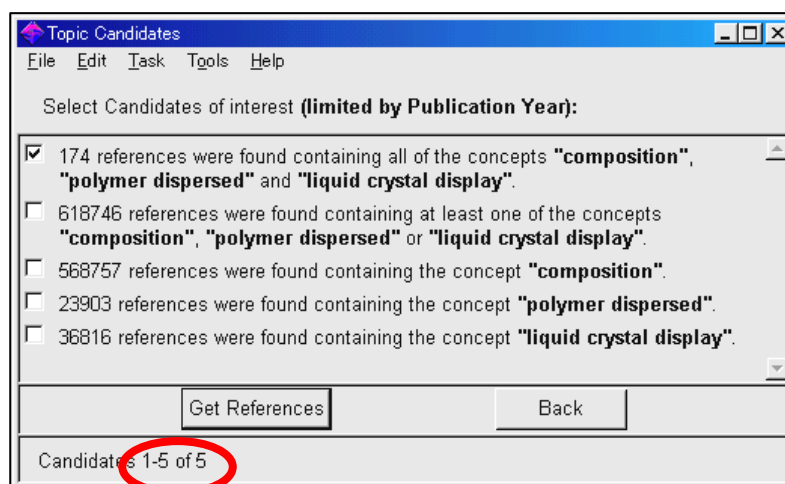 Topic Candidates
File Edit Task Tools Help
Select Candidates of interest (limited by Publication Year):
174 references were found containing all of the concepts "composition",
"polymer dispersed" and "liquid crystal display".
618746 references were found containing at least one of the concepts
"composition", "polymer dispersed" or "liquid crystal display".
568757 references were found containing the concept "composition".
23903 references were found containing the concept "polymer dispersed".
36816 references were found containing the concept "liquid crystal display".
Get References Back
Candidates 1-5 of 5